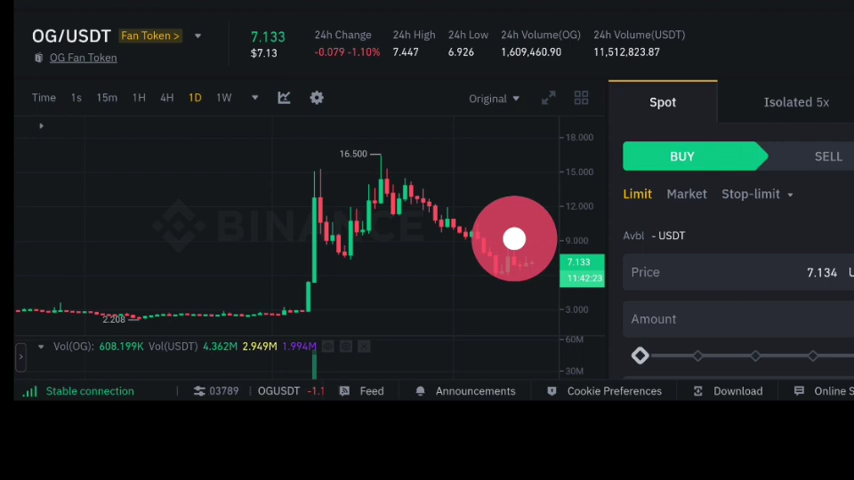 OG/USDT Fan Token > 7.133 24h Change 24h High 24h Low 24h Volume(OG) 24h Volume(USDT)
OG Fan Token $7.13 -0.079 -1.10% 7.447 6.926 1,609,460.90 11,512,823.87
Time 1s 15m 1H 4H 1D 1W Original
Spot Isolated 5x
18.000
16.500
15.000
12.000
9.000
7.133
11:42:23
3.000
2.208
BINANCE
BUY SELL
Limit Market Stop-limit
Avbl - USDT
Price 7.134 U
Amount
Vol(OG): 608.199K Vol(USDT) 4.362M 2.949M 1.994M
60M
30M
Stable connection 03789 OGUSDT -1.1 Feed Announcements Cookie Preferences Download Online S